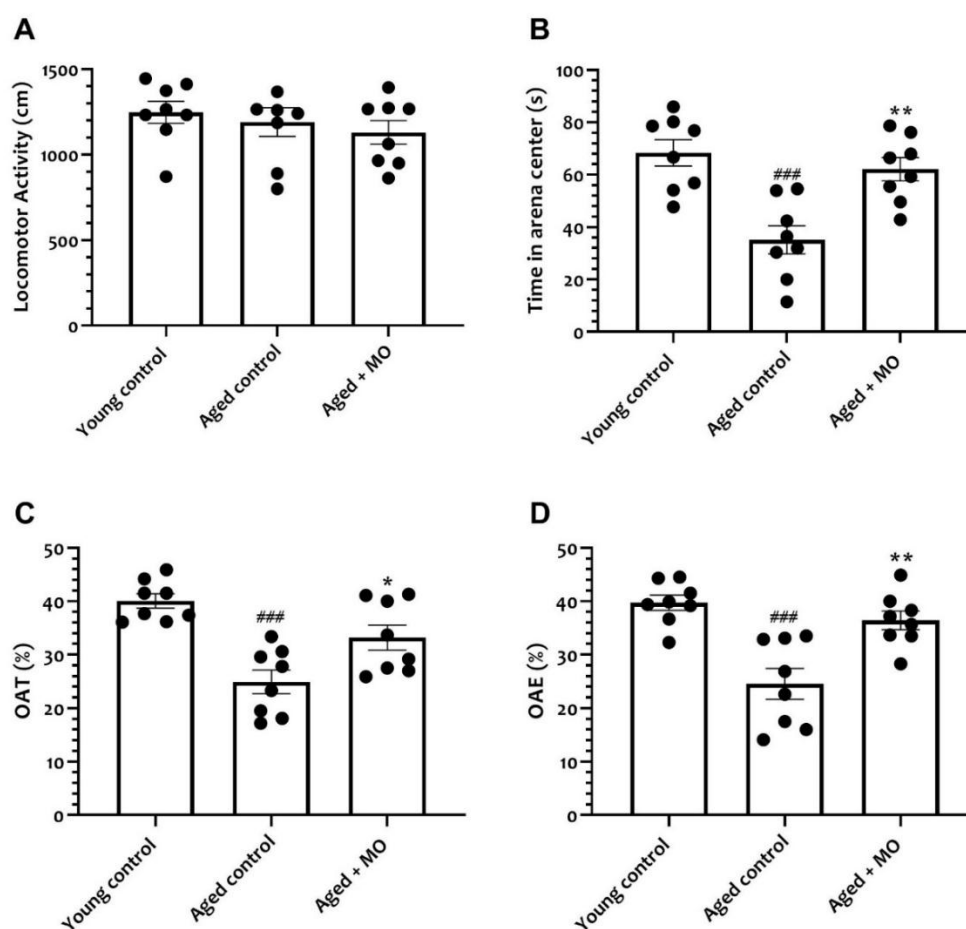 A
Locomotor Activity (cm)
1500
1000
500
0
Young control
Aged control
Aged + MO
B
Time in arena center (s)
100
80
60
40
20
0
###
**
Young control
Aged control
Aged + MO
C
OAT (%)
50
40
30
20
10
0
###
*
Young control
Aged control
Aged + MO
D
OAE (%)
50
40
30
20
10
0
###
**
Young control
Aged control
Aged + MO